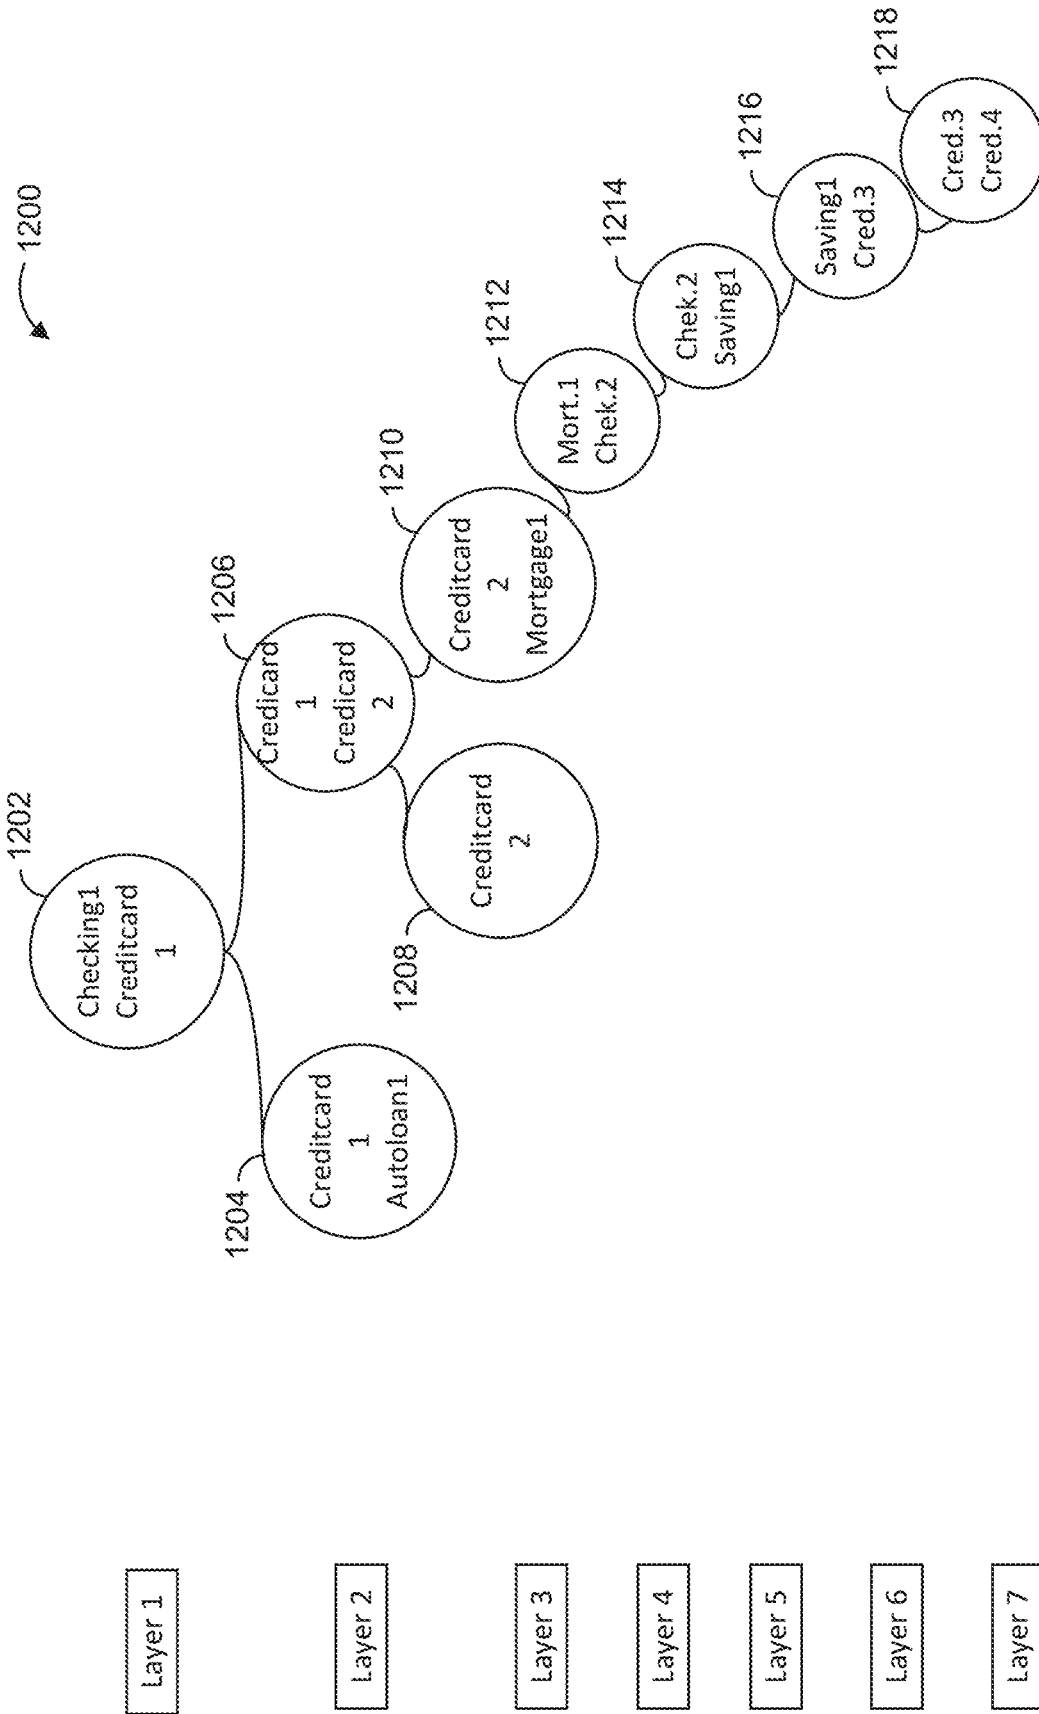 1200
1202
Checking1
Creditcard
1
1204
Creditcard
1
Autoloan1
1206
Credicard
1
Credicard
2
1208
Creditcard
2
1210
Creditcard
2
Mortgage1
1212
Mort.1
Chek.2
1214
Chek.2
Saving1
1216
Saving1
Cred.3
1218
Cred.3
Cred.4
Layer 1
Layer 2
Layer 3
Layer 4
Layer 5
Layer 6
Layer 7